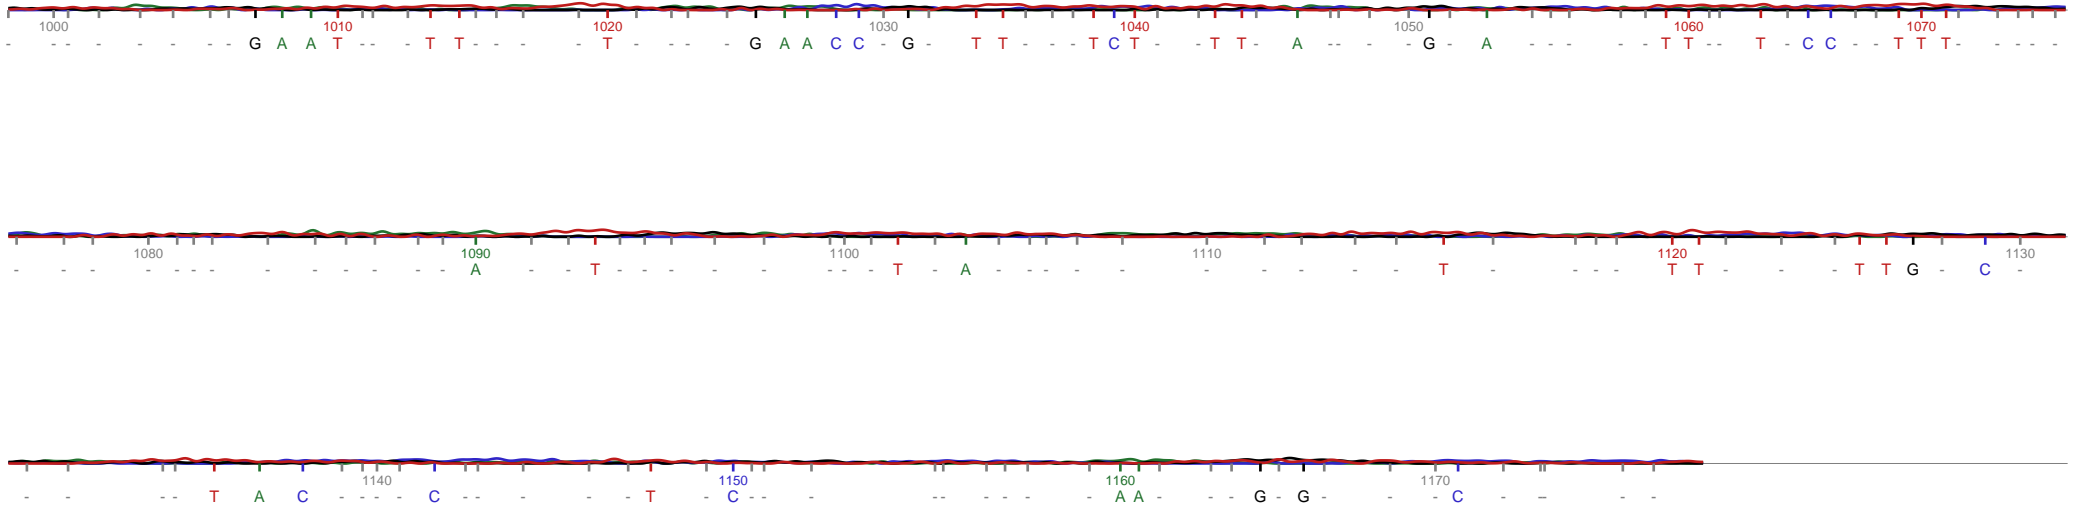 1000 1010 1020 1030 1040 1050 1060 1070
- - - - - - - G A A T - - - T T - - - T - - - - G A A C C - G - T T - - - T C T - - T T - A - - - - G - A - - - - - T T - - T - C C - - T T T - - - - -
1080 1090 1100 1110 1120 1130
- - - - - - - - - - - - - A - - T - - - - - - - - T - A - - - - - - - - - - T - - - - T T - - - T T G - C -
1140 1150 1160 1170
- - - - T A C - - - - C - - - - - T - C - - - - - - - - - A A - - - - G - G - - - C - - - -